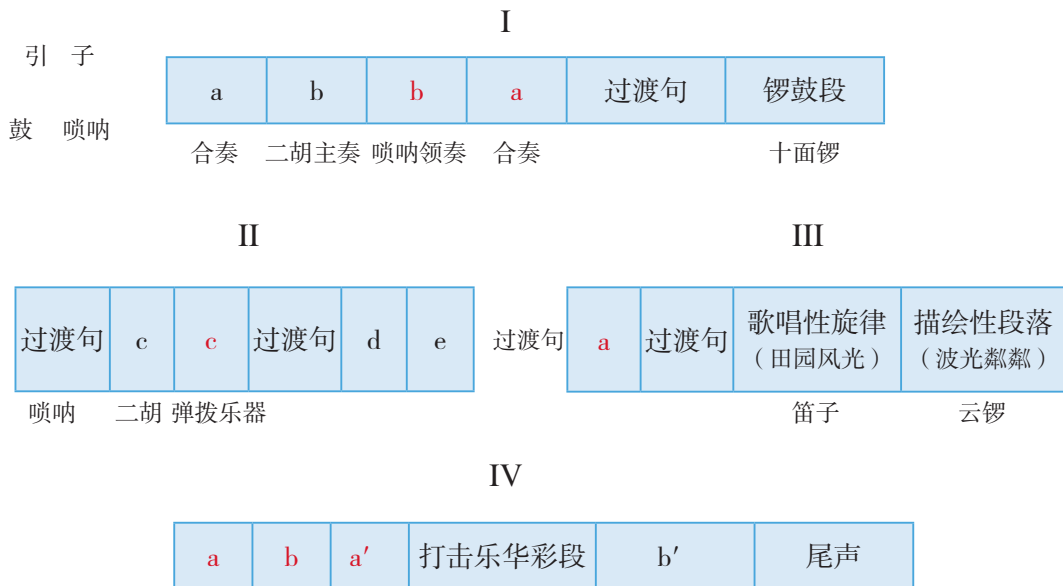 I
引 子
a b b a 过渡句 锣鼓段
鼓 唢呐
合奏 二胡主奏 唢呐领奏 合奏 十面锣
II III
过渡句 c c 过渡句 d e 过渡句 a 过渡句 歌唱性旋律 描绘性段落
（田园风光） （波光粼粼）
唢呐 二胡 弹拨乐器 笛子 云锣
IV
a b a′ 打击乐华彩段 b′ 尾声